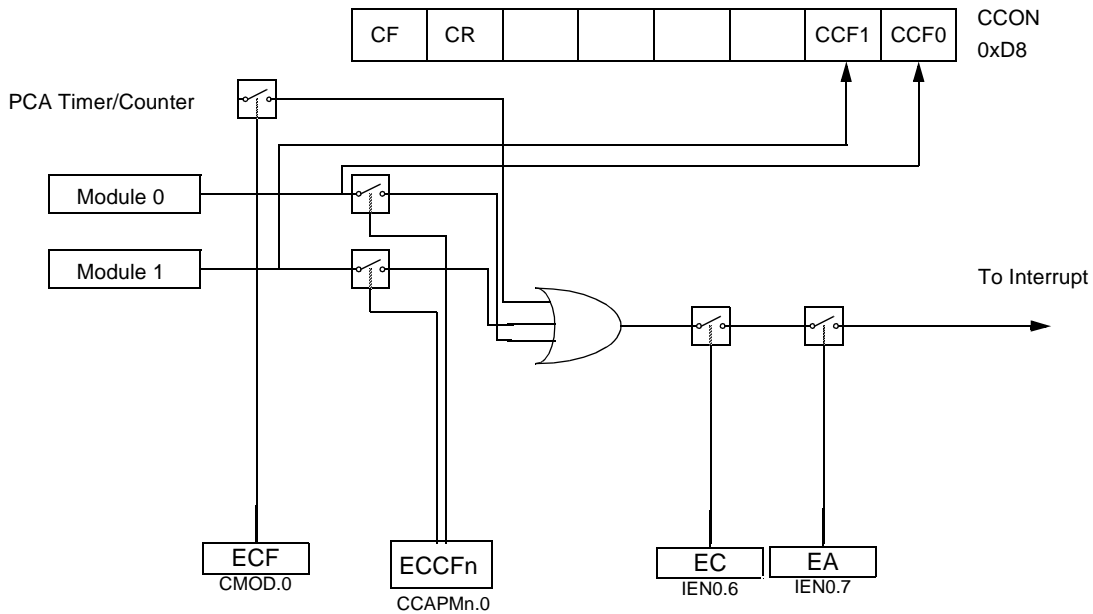 CF CR CCF1 CCF0 CCON
0xD8
PCA Timer/Counter
Module 0
Module 1
To Interrupt
ECF
CMOD.0
ECCFn
CCAPMn.0
EC
IEN0.6
EA
IEN0.7